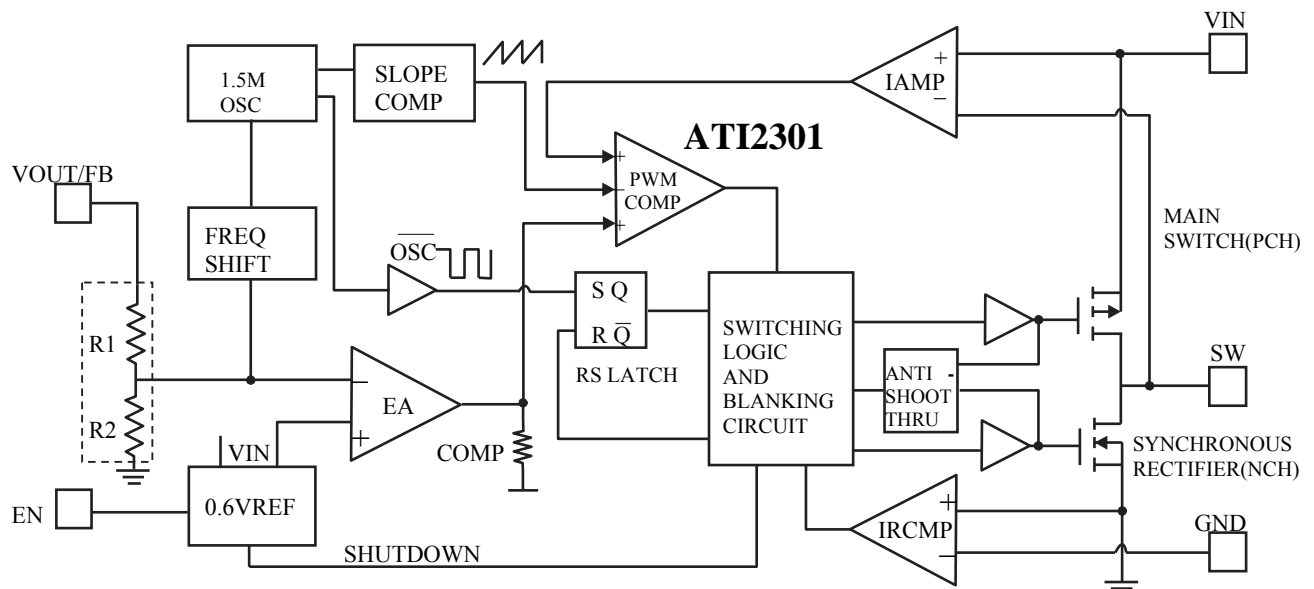 VIN
1.5M
OSC
SLOPE
COMP
+
IAMP
−
ATI2301
VOUT/FB
+
PWM
−
COMP
+
MAIN
SWITCH(PCH)
FREQ
SHIFT
OSC
S Q
R Q
RS LATCH
SWITCHING
LOGIC
AND
BLANKING
CIRCUIT
R1
R2
−
EA
+
COMP
ANTI -
SHOOT
THRU
SW
SYNCHRONOUS
RECTIFIER(NCH)
VIN
EN
0.6VREF
SHUTDOWN
+
IRCMP
−
GND